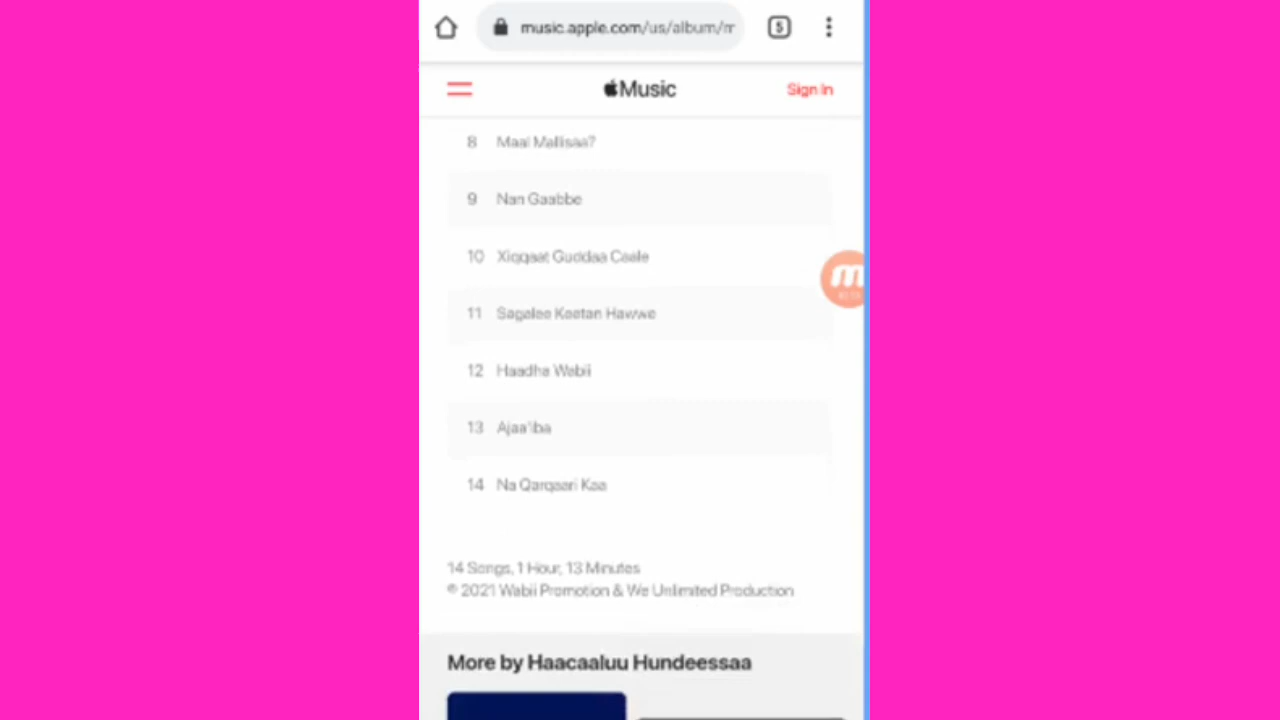 music.apple.com/us/album/m
5
Music
Sign In
8 Maal Mallisaa?
9 Nan Gaabbe
10 Xiqqaat Guddaa Caale
11 Sagalee Keetan Hawwe
12 Haadha Wabii
13 Ajaa'iba
14 Na Qarqaari Kaa
14 Songs, 1 Hour, 13 Minutes
© 2021 Wabii Promotion & We Unlimited Production
More by Haacaaluu Hundeessaa